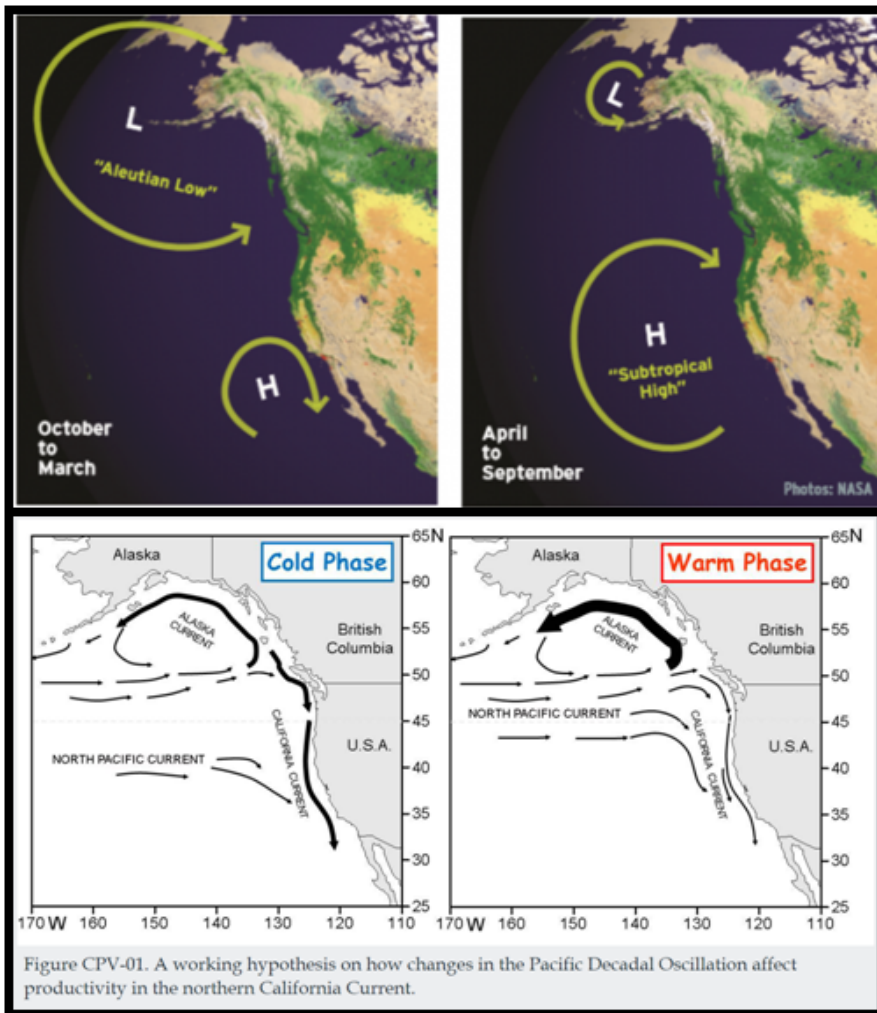 L
"Aleutian Low"
H
October
to
March
L
H
"Subtropical
High"
April
to
September
Photos: NASA
Cold Phase
Alaska
ALASKA
CURRENT
British
Columbia
U.S.A.
CALIFORNIA CURRENT
NORTH PACIFIC CURRENT
65N
60
55
50
45
40
35
30
25
170 W 160 150 140 130 120 110
Warm Phase
Alaska
ALASKA
CURRENT
British
Columbia
NORTH PACIFIC CURRENT
U.S.A.
CALIFORNIA
CURRENT
65N
60
55
50
45
40
35
30
25
170 W 160 150 140 130 120 110
Figure CPV-01. A working hypothesis on how changes in the Pacific Decadal Oscillation affect
productivity in the northern California Current.